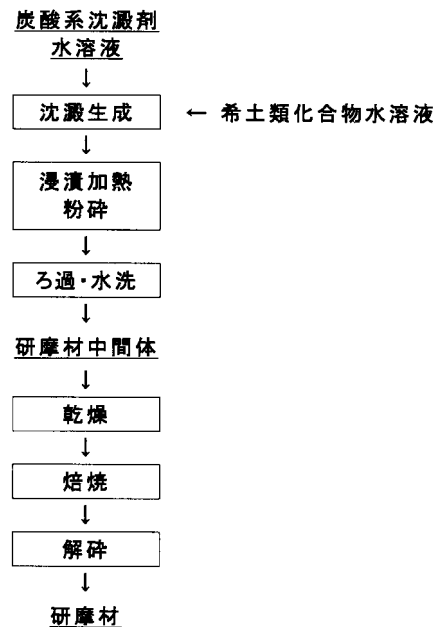 炭酸系沈澱剤
水溶液
↓
沈澱生成 ← 希土類化合物水溶液
↓
浸漬加熱
粉砕
↓
ろ過・水洗
↓
研摩材中間体
↓
乾燥
↓
焙焼
↓
解砕
↓
研摩材